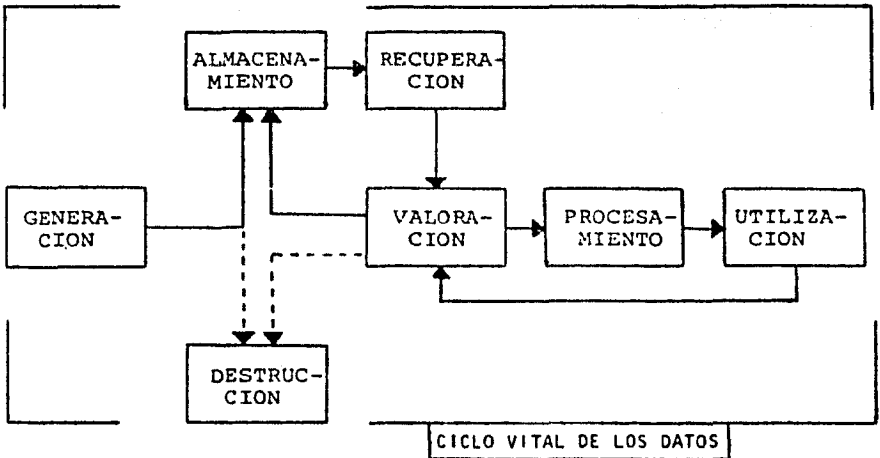 ALMACENA-
MIENTO
RECUPERA-
CION
GENERA-
CION
VALORA-
CION
PROCESA-
MIENTO
UTILIZA-
CION
DESTRUC-
CION
CICLO VITAL DE LOS DATOS